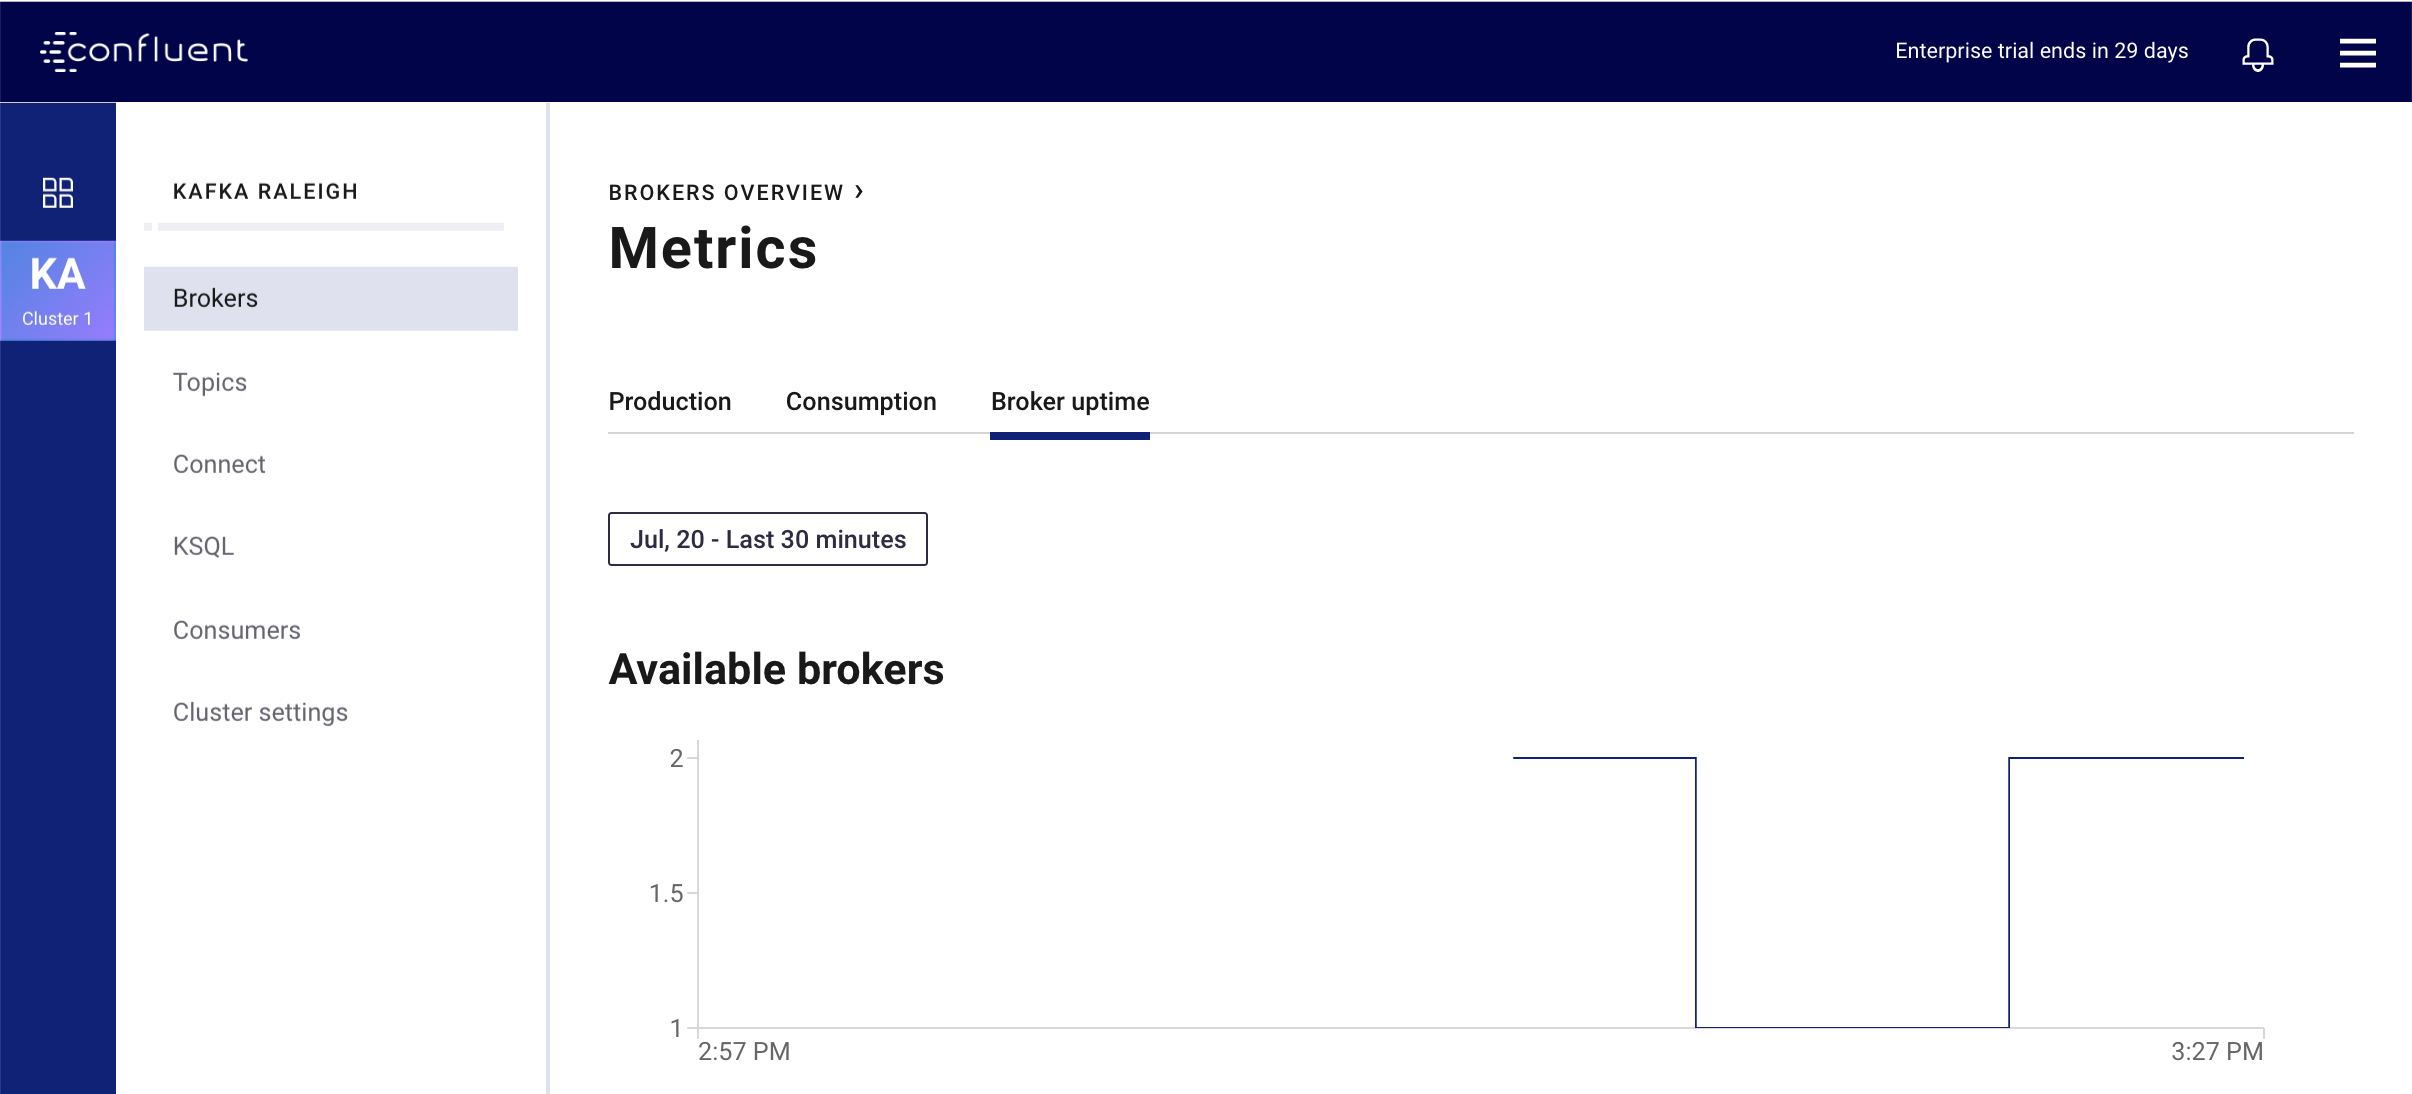 confluent
Enterprise trial ends in 29 days
KA
Cluster 1
KAFKA RALEIGH
Brokers
Topics
Connect
KSQL
Consumers
Cluster settings
BROKERS OVERVIEW ›
Metrics
Production Consumption Broker uptime
Jul, 20 - Last 30 minutes
Available brokers
2
1.5
1
2:57 PM 3:27 PM